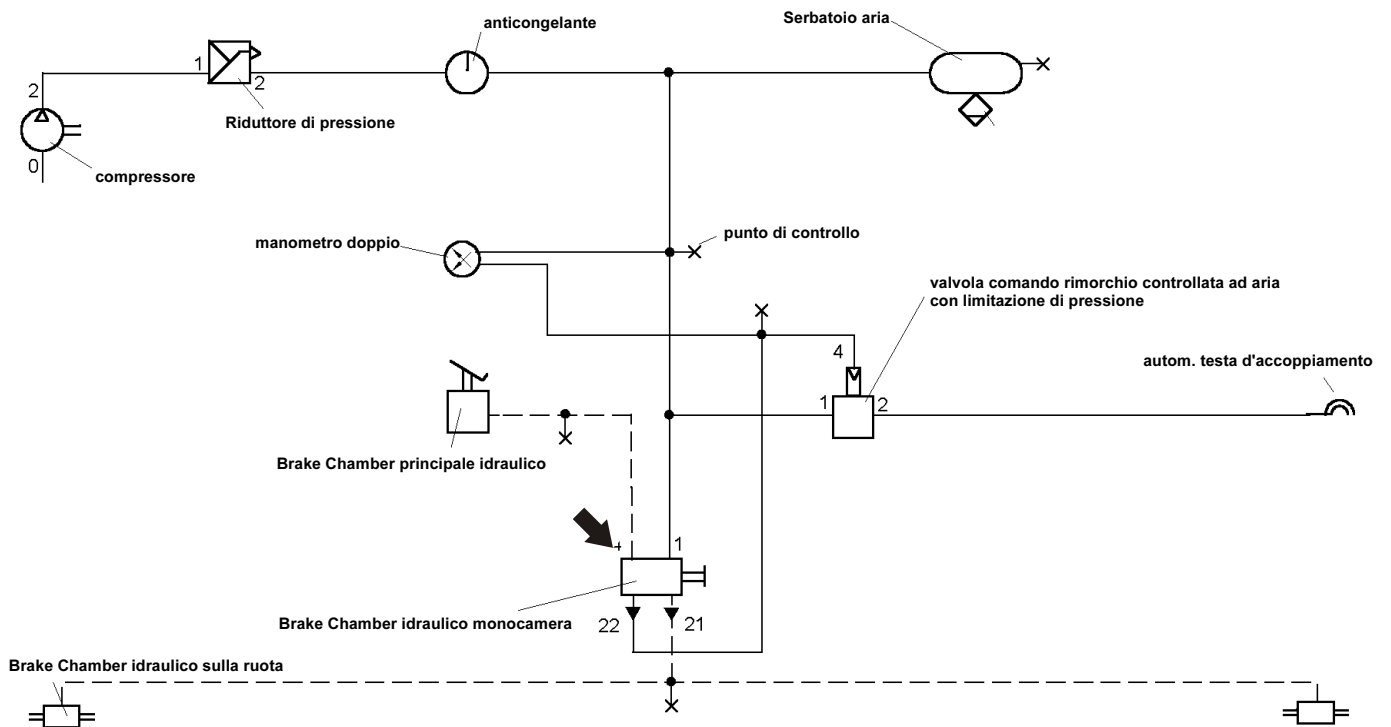 anticongelante
Serbatoio aria
1
2
2
Riduttore di pressione
0
compressore
manometro doppio
punto di controllo
valvola comando rimorchio controllata ad aria
con limitazione di pressione
4
autom. testa d'accoppiamento
1
2
Brake Chamber principale idraulico
1
Brake Chamber idraulico monocamera
22
21
Brake Chamber idraulico sulla ruota